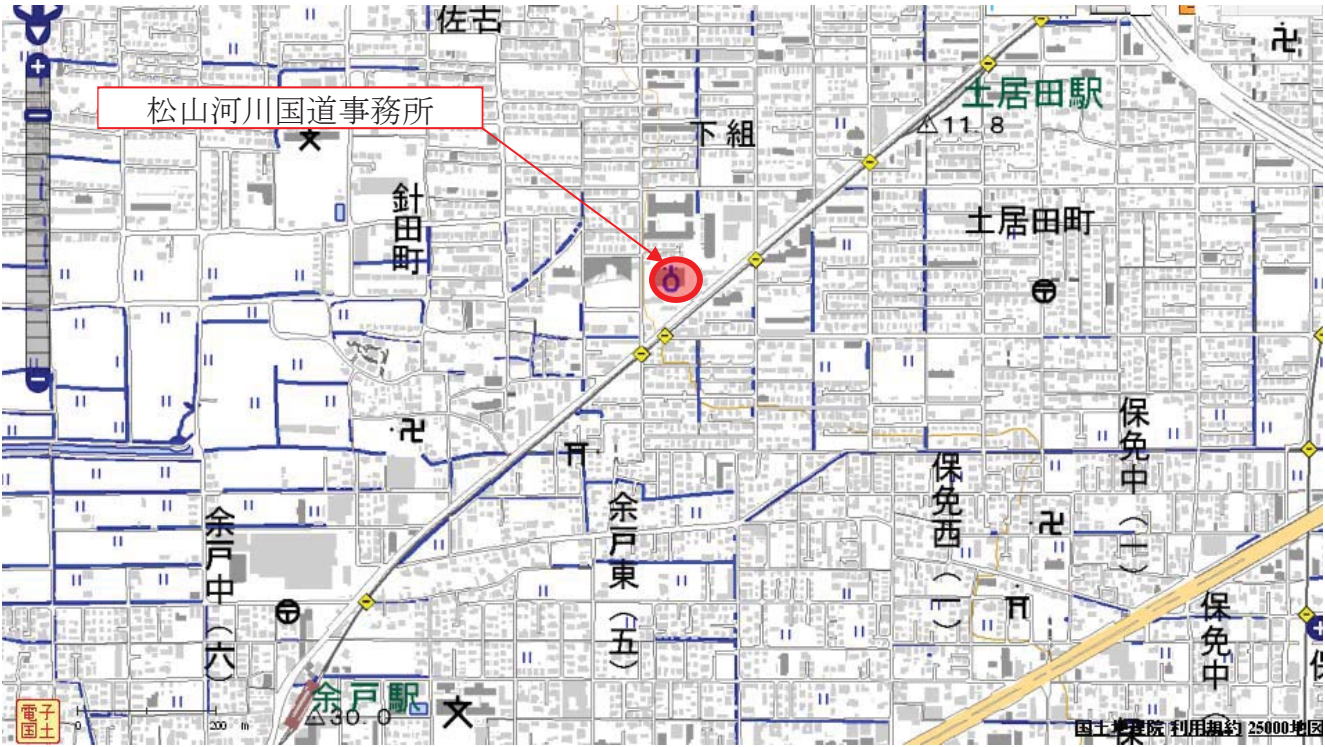 佐古
松山河川国道事務所
土居田駅
11.8
下組
針田町
土居田町
保免中(一)
保免西(一)
余戸東(五)
余戸中(六)
保免中
余戸駅
30.0
電子
国土
0
200 m
国土地理院 利用規約 25000地図